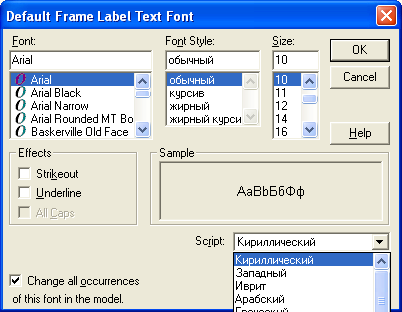 Default Frame Label Text Font
Font:
Arial
Arial
Arial Black
Arial Narrow
Arial Rounded MT Bo
Baskerville Old Face
Font Style:
обычный
обычный
курсив
жирный
жирный курси
Size:
10
10
11
12
14
16
OK
Cancel
Help
Effects
Strikeout
Underline
All Caps
Sample
АаВbБбФф
Script:
Кириллический
Кириллический
Западный
Иврит
Арабский
Греческий
Change all occurrences
of this font in the model.